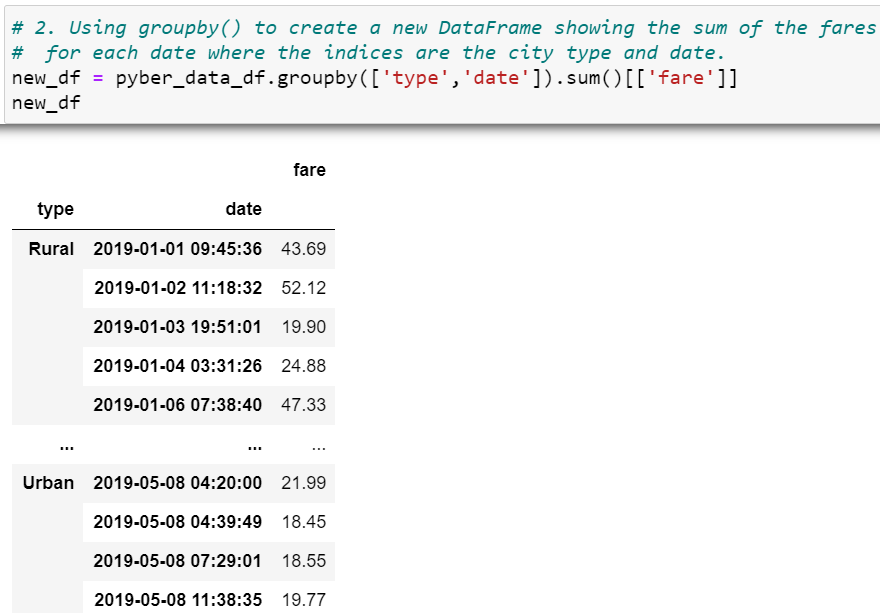 # 2. Using groupby() to create a new DataFrame showing the sum of the fares
#  for each date where the indices are the city type and date.
new_df = pyber_data_df.groupby(['type','date']).sum()[['fare']]
new_df
fare
type date
Rural 2019-01-01 09:45:36 43.69
2019-01-02 11:18:32 52.12
2019-01-03 19:51:01 19.90
2019-01-04 03:31:26 24.88
2019-01-06 07:38:40 47.33
... ... ...
Urban 2019-05-08 04:20:00 21.99
2019-05-08 04:39:49 18.45
2019-05-08 07:29:01 18.55
2019-05-08 11:38:35 19.77